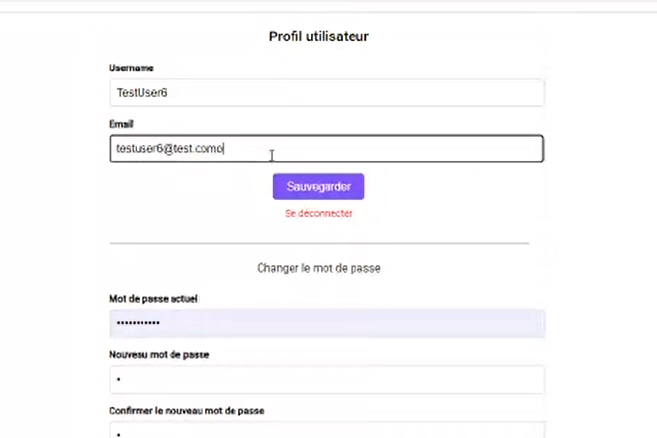 Profil utilisateur
Username
TestUser6
Email
testuser6@test.como
Sauvegarder
Se déconnecter
Changer le mot de passe
Mot de passe actuel
•••••••••••
Nouveau mot de passe
•
Confirmer le nouveau mot de passe
•